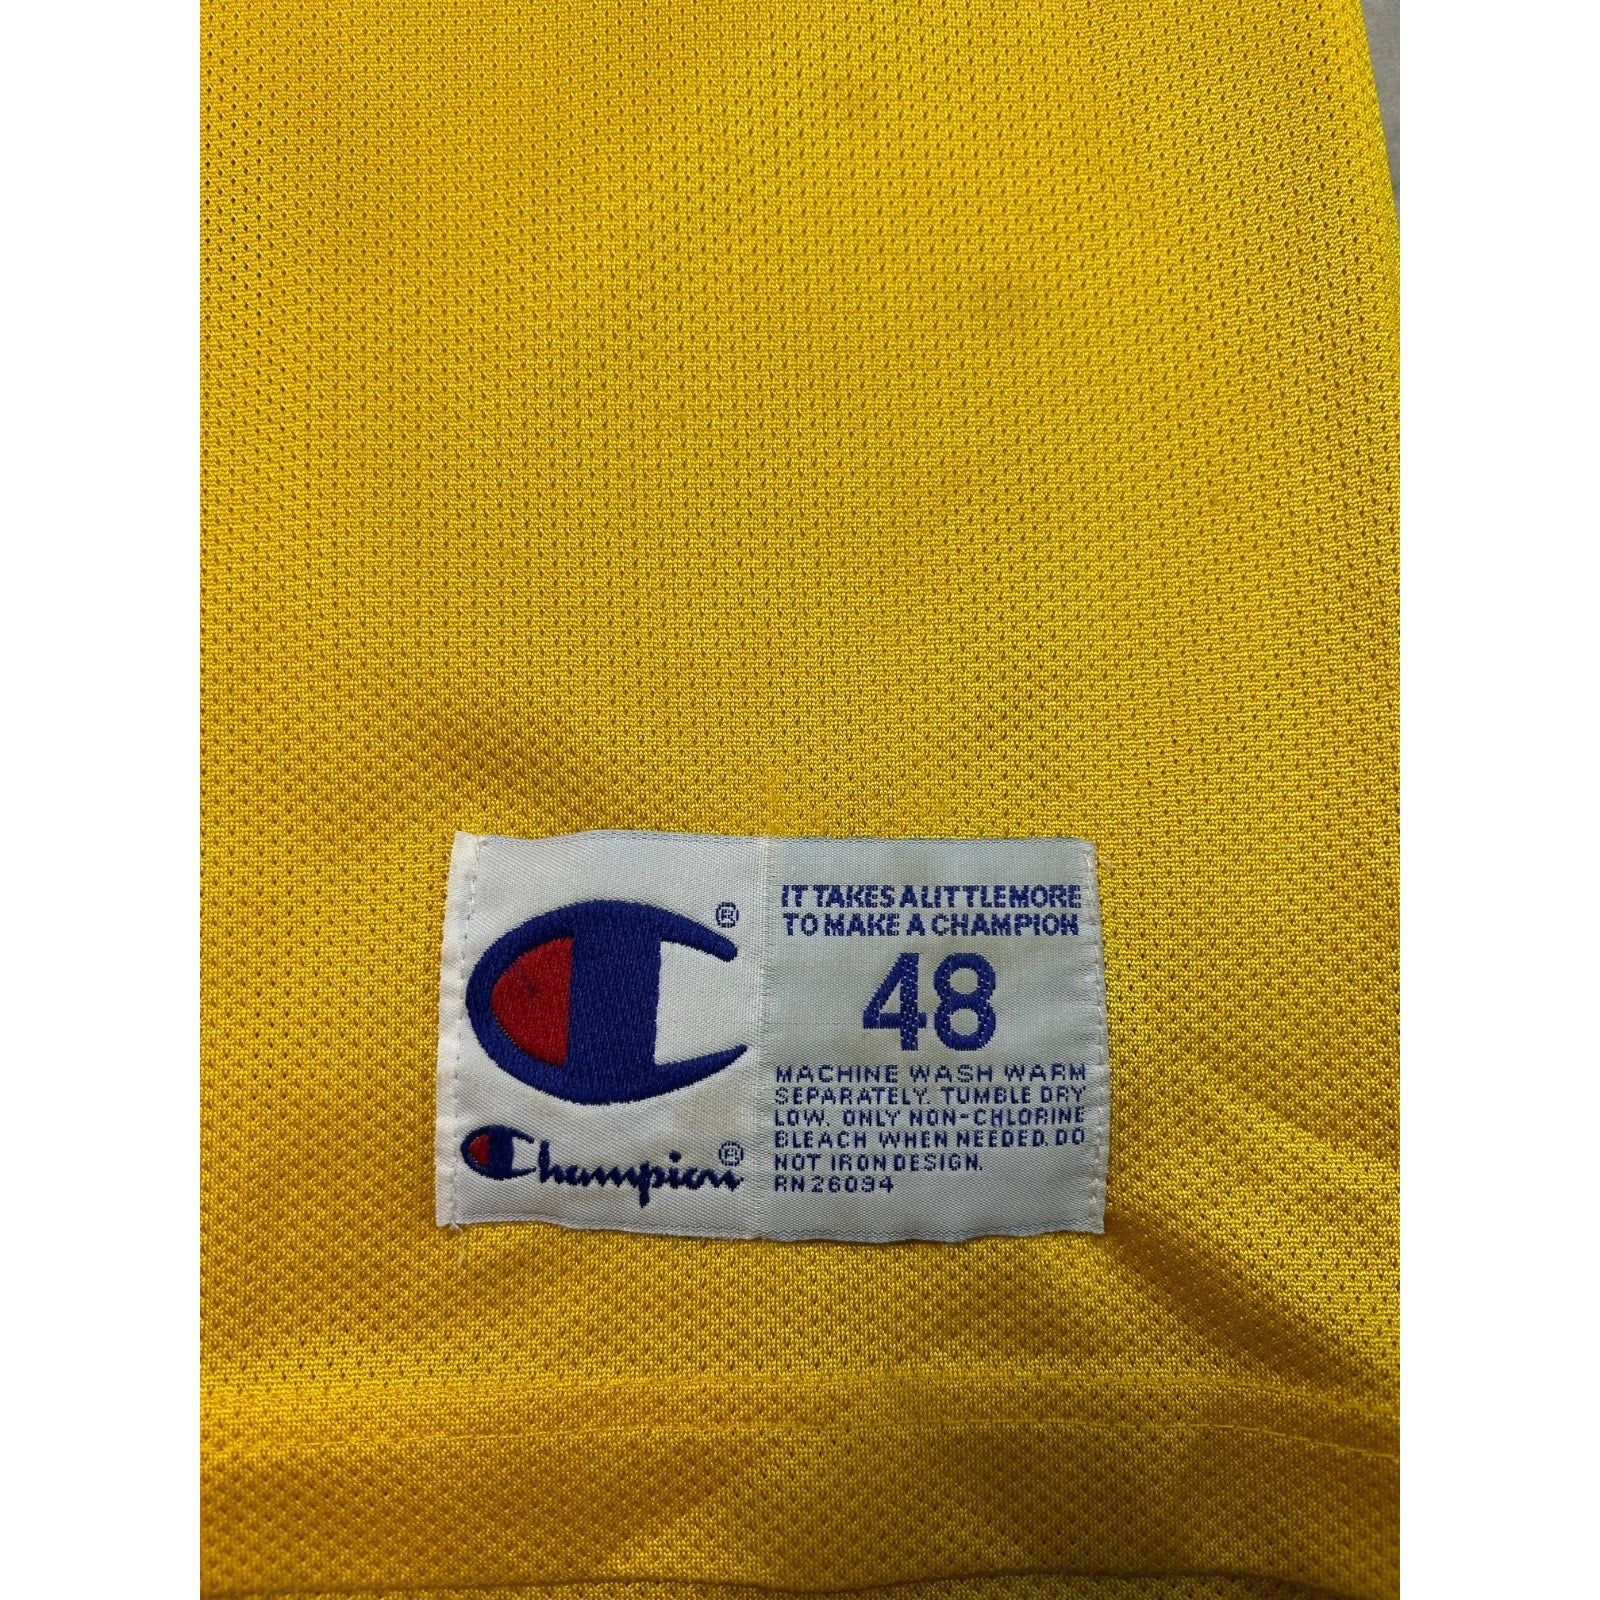 IT TAKES A LITTLE MORE
TO MAKE A CHAMPION
48
MACHINE WASH WARM
SEPARATELY. TUMBLE DRY
LOW. ONLY NON-CHLORINE
BLEACH WHEN NEEDED. DO
NOT IRON DESIGN.
RN 26094
®
Champion®